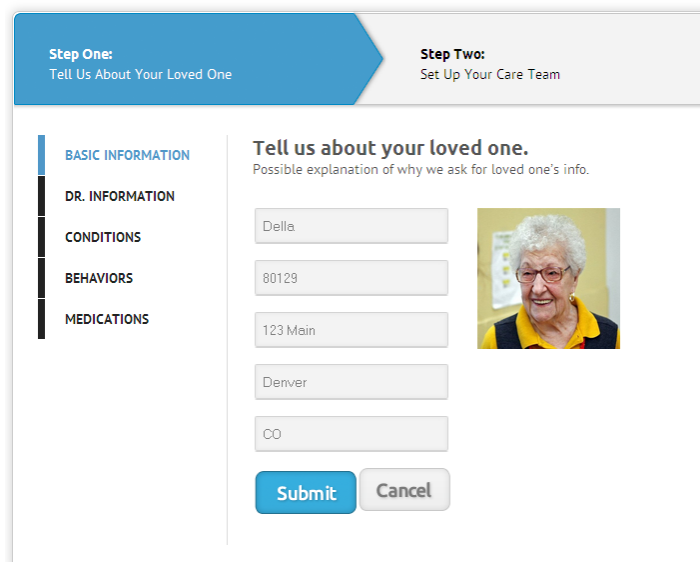 Step One:
Tell Us About Your Loved One
Step Two:
Set Up Your Care Team
BASIC INFORMATION
DR. INFORMATION
CONDITIONS
BEHAVIORS
MEDICATIONS
Tell us about your loved one.
Possible explanation of why we ask for loved one's info.
Della
80129
123 Main
Denver
CO
Submit
Cancel